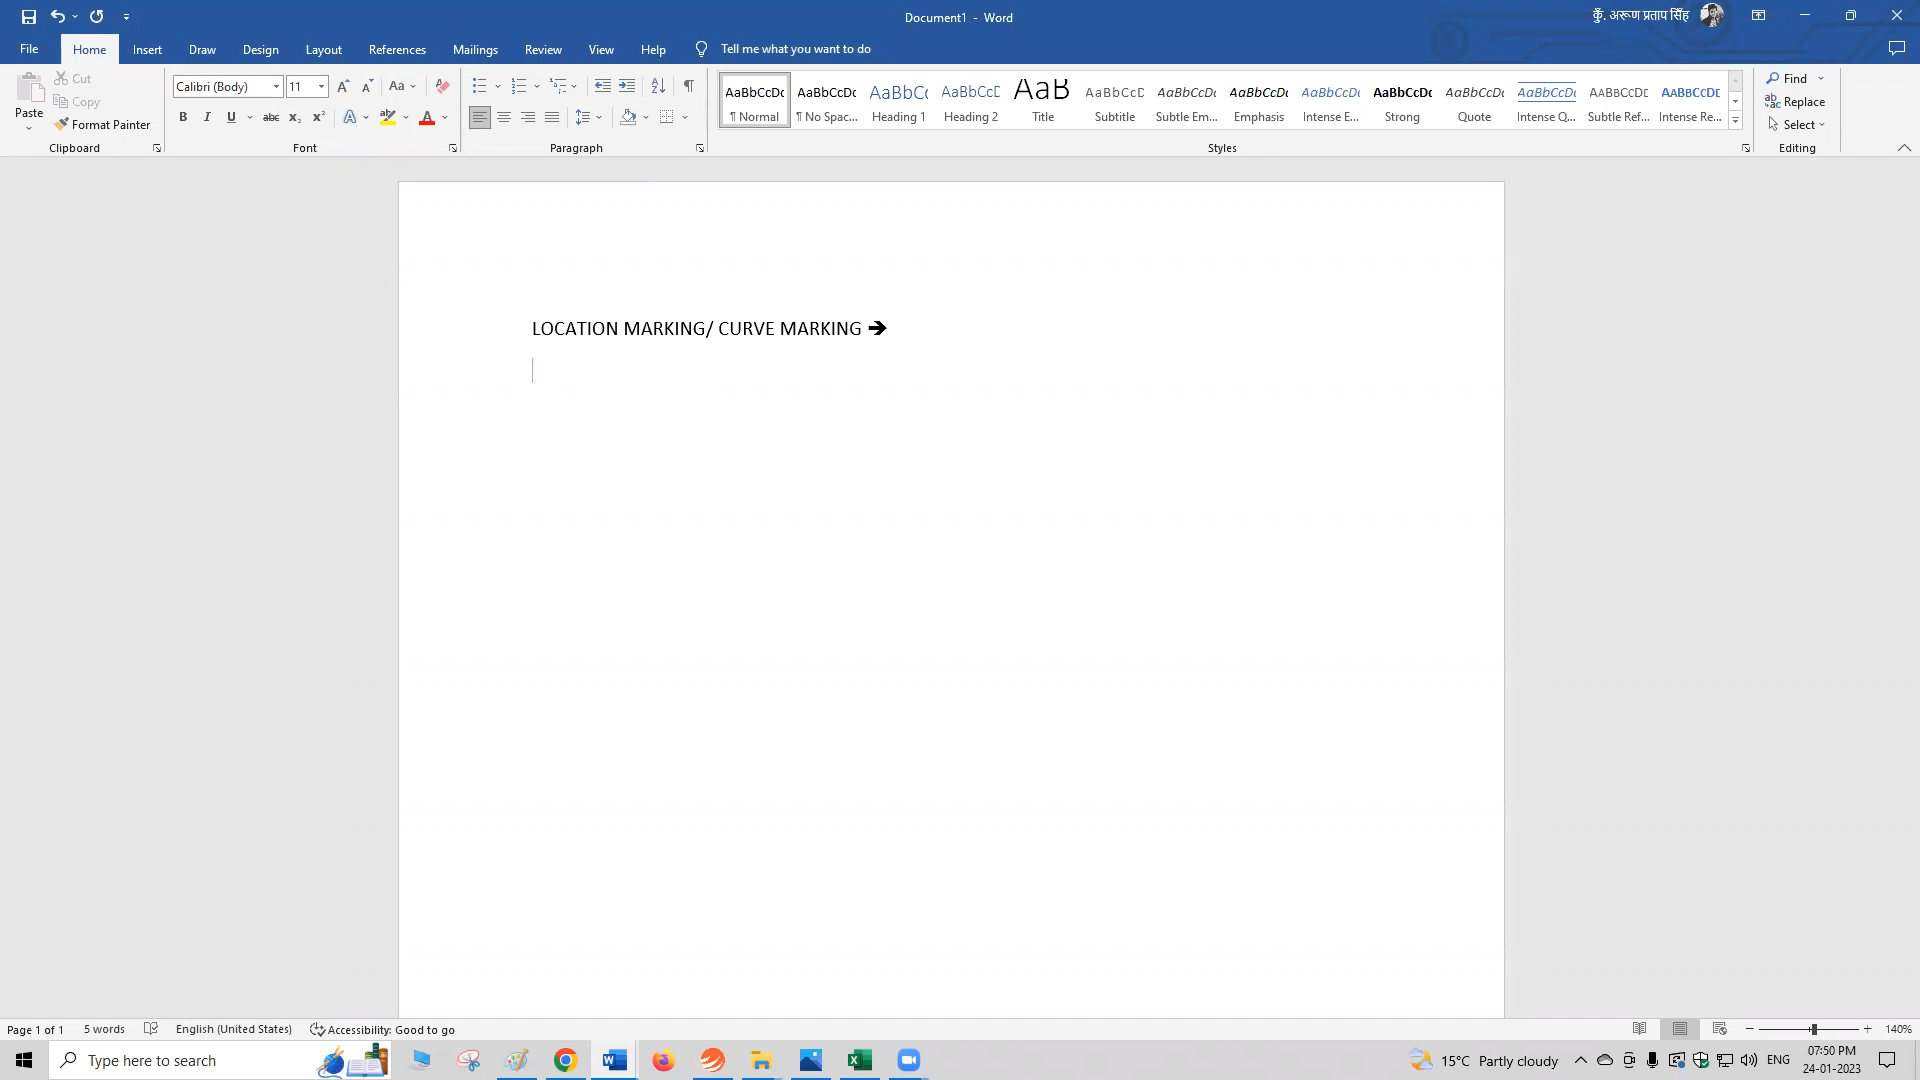 Document1 - Word
कुँ. अरूण प्रताप सिँह
File Home Insert Draw Design Layout References Mailings Review View Help Tell me what you want to do
Paste
Cut
Copy
Format Painter
Clipboard
Calibri (Body) 11
Font
Paragraph
AaBbCcDc AaBbCcDc AaBbC( AaBbCcD AaB AaBbCcD AaBbCcDc AaBbCcDc AaBbCcDc AaBbCcDc AaBbCcDc AaBbCcDc AABBCCDE AABBCCDE
¶ Normal ¶ No Spac... Heading 1 Heading 2 Title Subtitle Subtle Em... Emphasis Intense E... Strong Quote Intense Q... Subtle Ref... Intense Re...
Styles
Find
Replace
Select
Editing
LOCATION MARKING/ CURVE MARKING ➔
Page 1 of 1 5 words English (United States) Accessibility: Good to go 140%
Type here to search
15°C Partly cloudy ENG
07:50 PM
24-01-2023